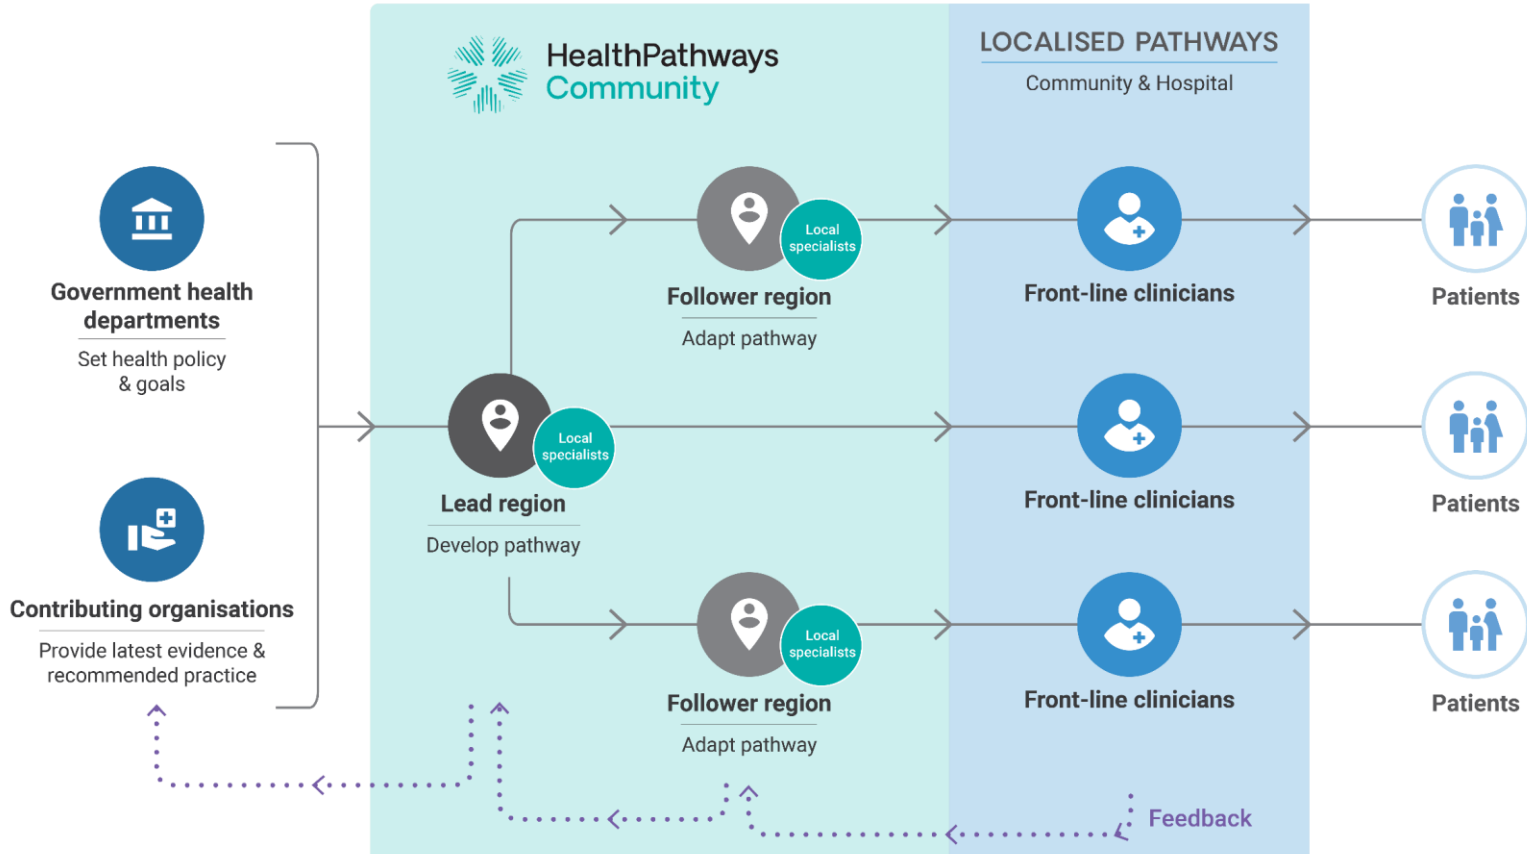 HealthPathways
Community
LOCALISED PATHWAYS
Community & Hospital
Government health
departments
Set health policy
& goals
Contributing organisations
Provide latest evidence &
recommended practice
Local
specialists
Lead region
Develop pathway
Local
specialists
Follower region
Adapt pathway
Local
specialists
Follower region
Adapt pathway
Front-line clinicians
Front-line clinicians
Front-line clinicians
Patients
Patients
Patients
Feedback